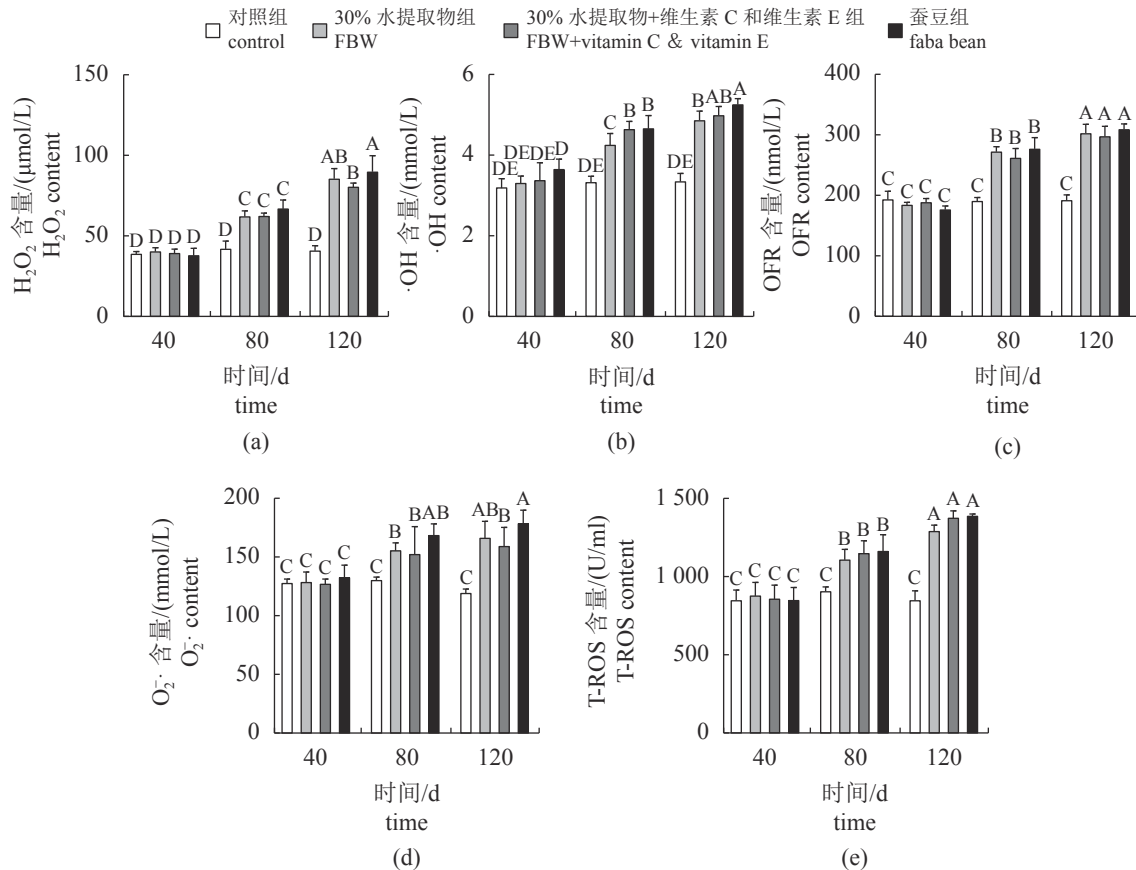 对照组 30% 水提取物组 30% 水提取物+维生素 C 和维生素 E 组 蚕豆组
control FBW FBW+vitamin C & vitamin E faba bean
H₂O₂ 含量/(μmol/L)
H₂O₂ content
150
100
50
0
D D D D D C C C D AB B A
40 80 120
时间/d
time
(a)
·OH 含量/(mmol/L)
·OH content
6
4
2
0
DE DE DE D DE C B B DE B AB A
40 80 120
时间/d
time
(b)
OFR 含量/(nmol/L)
OFR content
400
300
200
100
0
C C C C C B B B C A A A
40 80 120
时间/d
time
(c)
O₂⁻· 含量/(mmol/L)
O₂⁻· content
200
150
100
50
0
C C C C C B B AB C AB B A
40 80 120
时间/d
time
(d)
T-ROS 含量/(U/ml)
T-ROS content
1 500
1 000
500
0
C C C C C B B B C A A A
40 80 120
时间/d
time
(e)